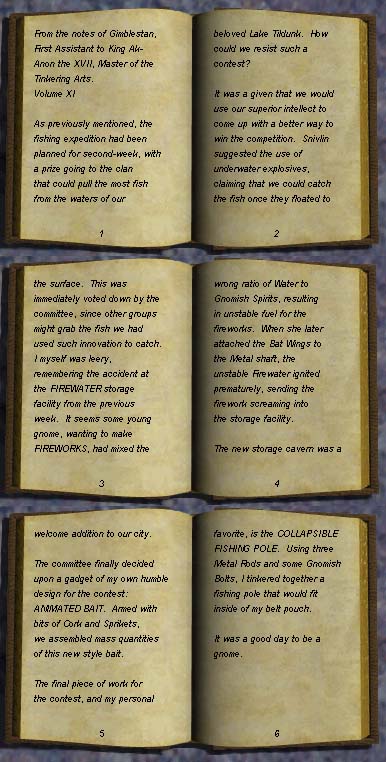 From the notes of Gimblestan,
First Assistant to King Ak-
Anon the XVII, Master of the
Tinkering Arts.
Volume XI
As previously mentioned, the
fishing expedition had been
planned for second-week, with
a prize going to the clan
that could pull the most fish
from the waters of our
1
beloved Lake Tildunk. How
could we resist such a
contest?
It was a given that we would
use our superior intellect to
come up with a better way to
win the competition. Snivlin
suggested the use of
underwater explosives,
claiming that we could catch
the fish once they floated to
2
the surface. This was
immediately voted down by the
committee, since other groups
might grab the fish we had
used such innovation to catch.
I myself was leery,
remembering the accident at
the FIREWATER storage
facility from the previous
week. It seems some young
gnome, wanting to make
FIREWORKS, had mixed the
3
wrong ratio of Water to
Gnomish Spirits, resulting
in unstable fuel for the
fireworks. When she later
attached the Bat Wings to
the Metal shaft, the
unstable Firewater ignited
prematurely, sending the
firework screaming into
the storage facility.
The new storage cavern was a
4
welcome addition to our city.
The committee finally decided
upon a gadget of my own humble
design for the contest:
ANIMATED BAIT. Armed with
bits of Cork and Sprikets,
we assembled mass quantities
of this new style bait.
The final piece of work for
the contest, and my personal
5
favorite, is the COLLAPSIBLE
FISHING POLE. Using three
Metal Rods and some Gnomish
Bolts, I tinkered together a
fishing pole that would fit
inside of my belt pouch.
It was a good day to be a
gnome.
6